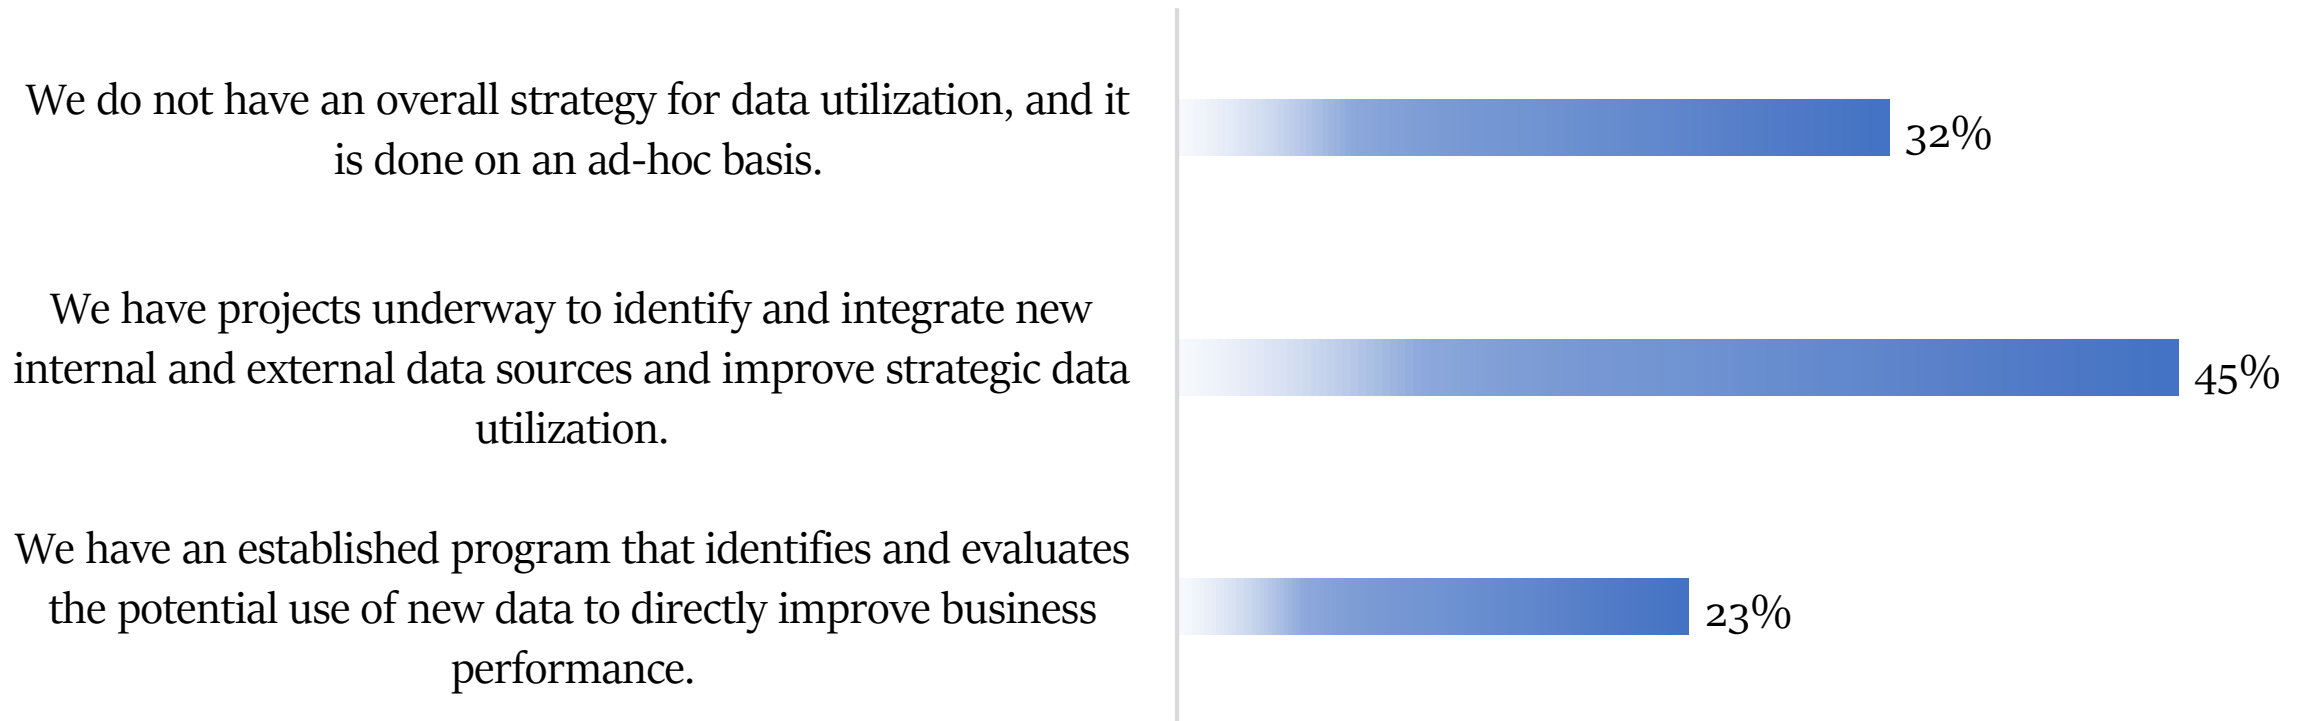 We do not have an overall strategy for data utilization, and it
is done on an ad-hoc basis.
32%
We have projects underway to identify and integrate new
internal and external data sources and improve strategic data
utilization.
45%
We have an established program that identifies and evaluates
the potential use of new data to directly improve business
performance.
23%